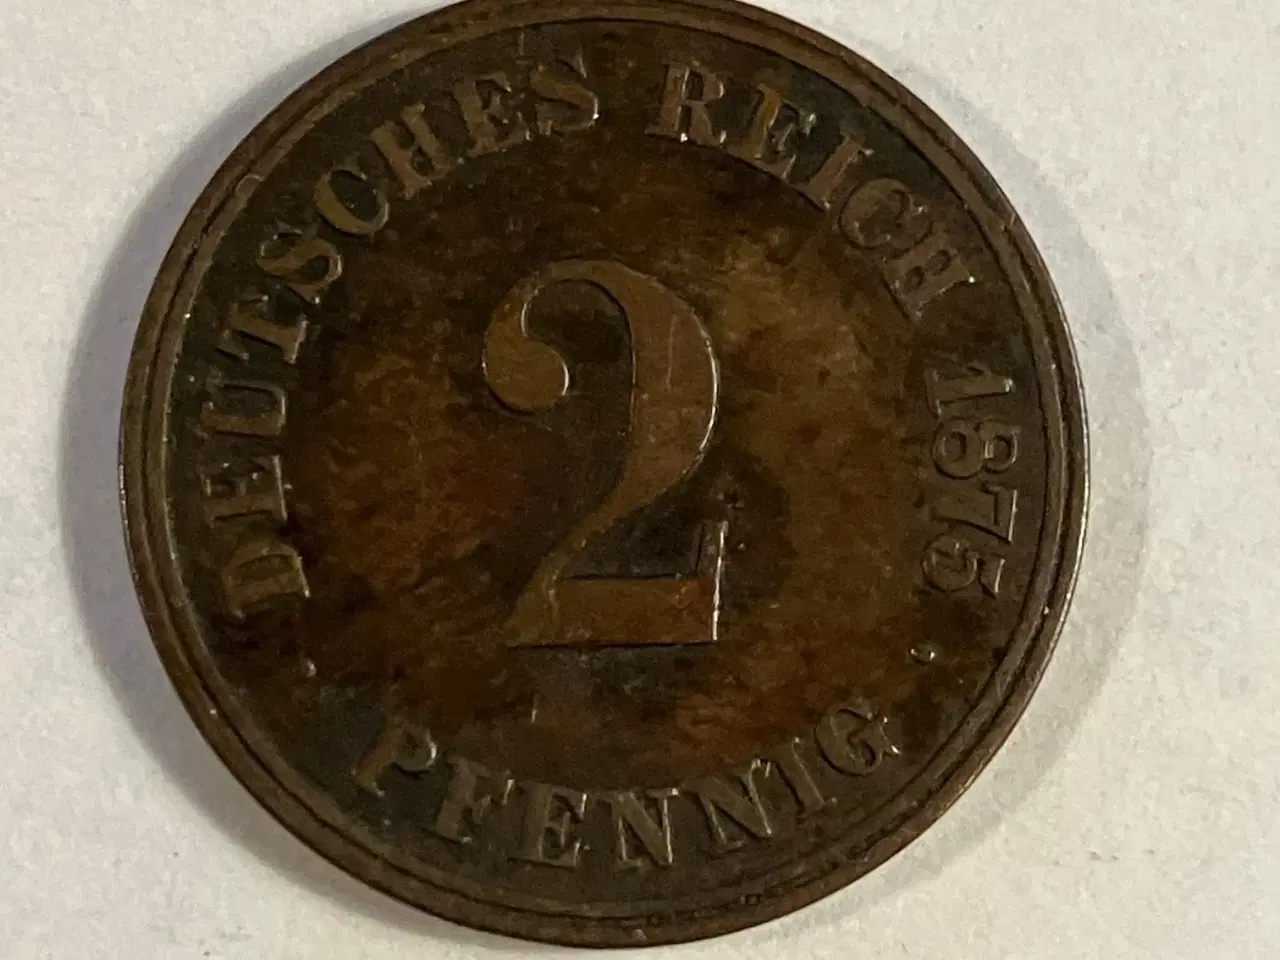 DEUTSCHES REICH 1875
2
PFENNIG